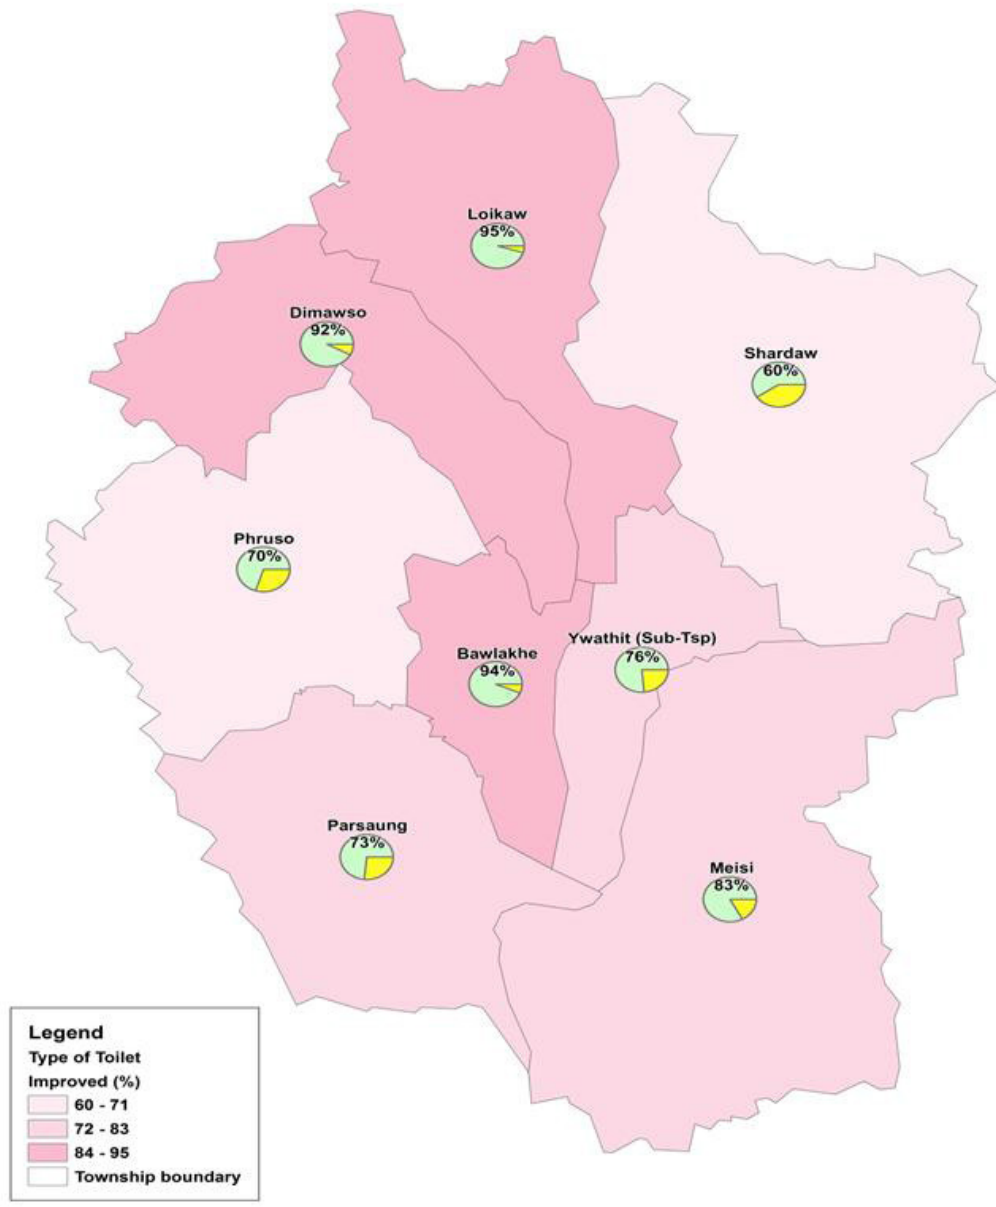 Loikaw
95%
Dimawso
92%
Shardaw
60%
Phruso
70%
Ywathit (Sub-Tsp)
76%
Bawlakhe
94%
Parsaung
73%
Meisi
83%
Legend
Type of Toilet
Improved (%)
60 - 71
72 - 83
84 - 95
Township boundary